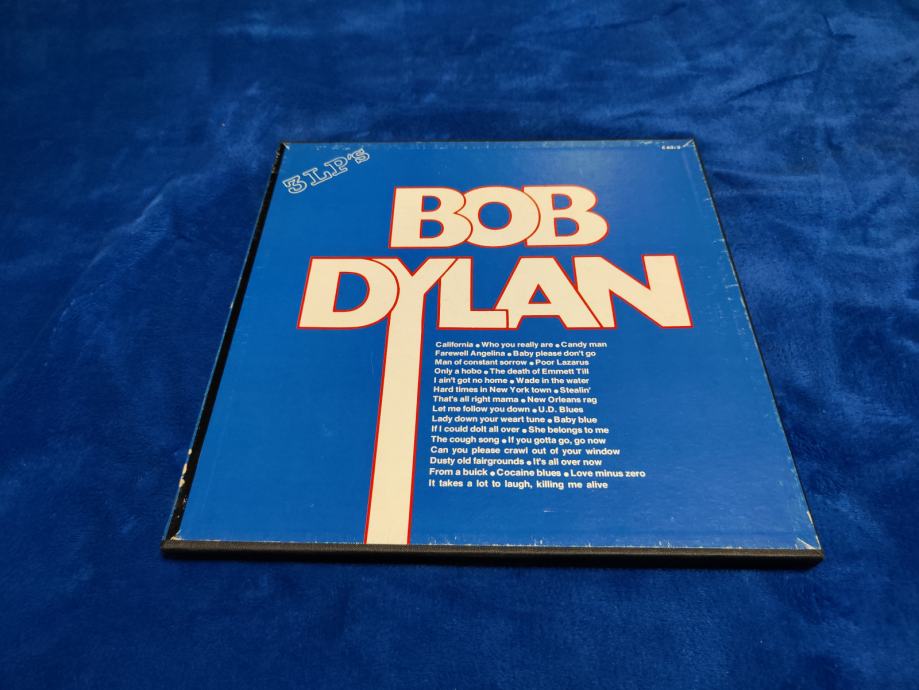 3 LP's
BOB
DYLAN
California ● Who you really are ● Candy man
Farewell Angelina ● Baby please don't go
Man of constant sorrow ● Poor Lazarus
Only a hobo ● The death of Emmett Till
I ain't got no home ● Wade in the water
Hard times in New York town ● Stealin'
That's all right mama ● New Orleans rag
Let me follow you down ● U.D. Blues
Lady down your weart tune ● Baby blue
If I could dolt all over ● She belongs to me
The cough song ● If you gotta go, go now
Can you please crawl out of your window
Dusty old fairgrounds ● It's all over now
From a buick ● Cocaine blues ● Love minus zero
It takes a lot to laugh, killing me alive